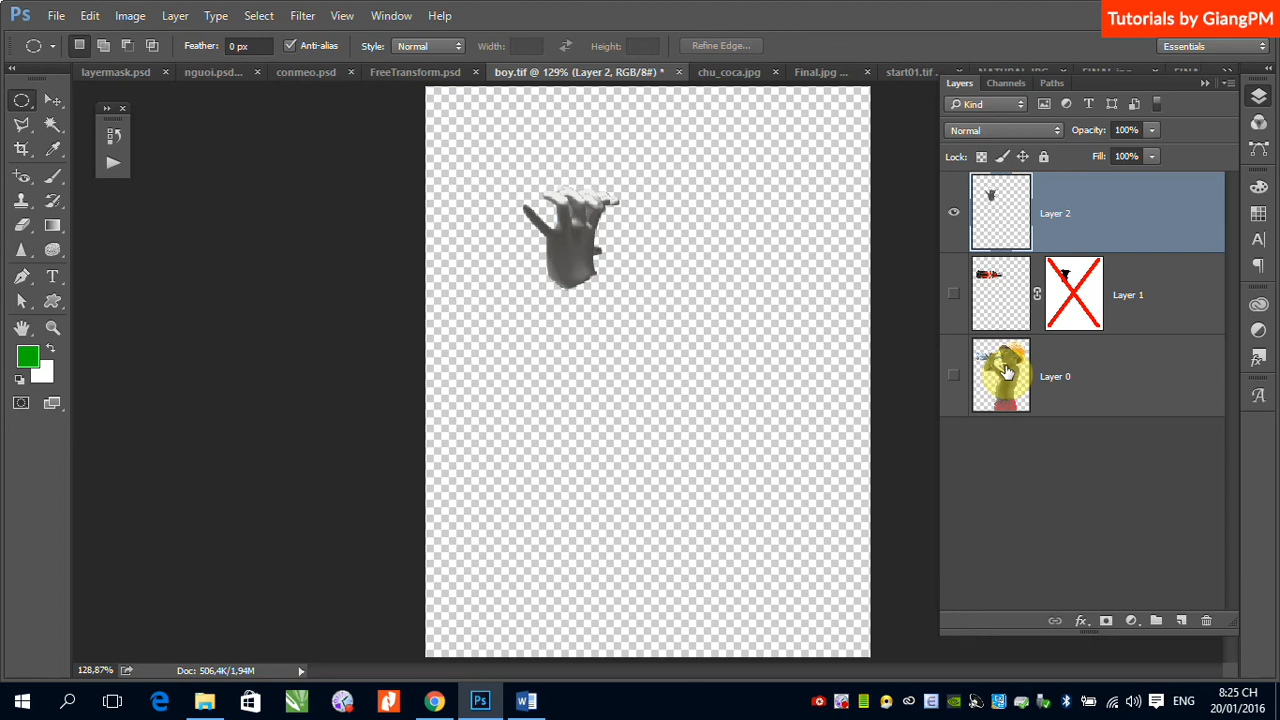 Ps File Edit Image Layer Type Select Filter View Window Help
Tutorials by GiangPM
Feather: 0 px Anti-alias Style: Normal Width: Height: Refine Edge... Essentials
layermask.psd × nguoi.psd... × conmeo.psd × FreeTransform.psd × boy.tif @ 129% (Layer 2, RGB/8#) * × chu_coca.jpg × Final.jpg ... × start01.tif
Layers Channels Paths
Kind T
Normal Opacity: 100%
Lock: Fill: 100%
Layer 2
Layer 1
Layer 0
128,87% Doc: 506,4K/1,94M
ENG 8:25 CH
20/01/2016